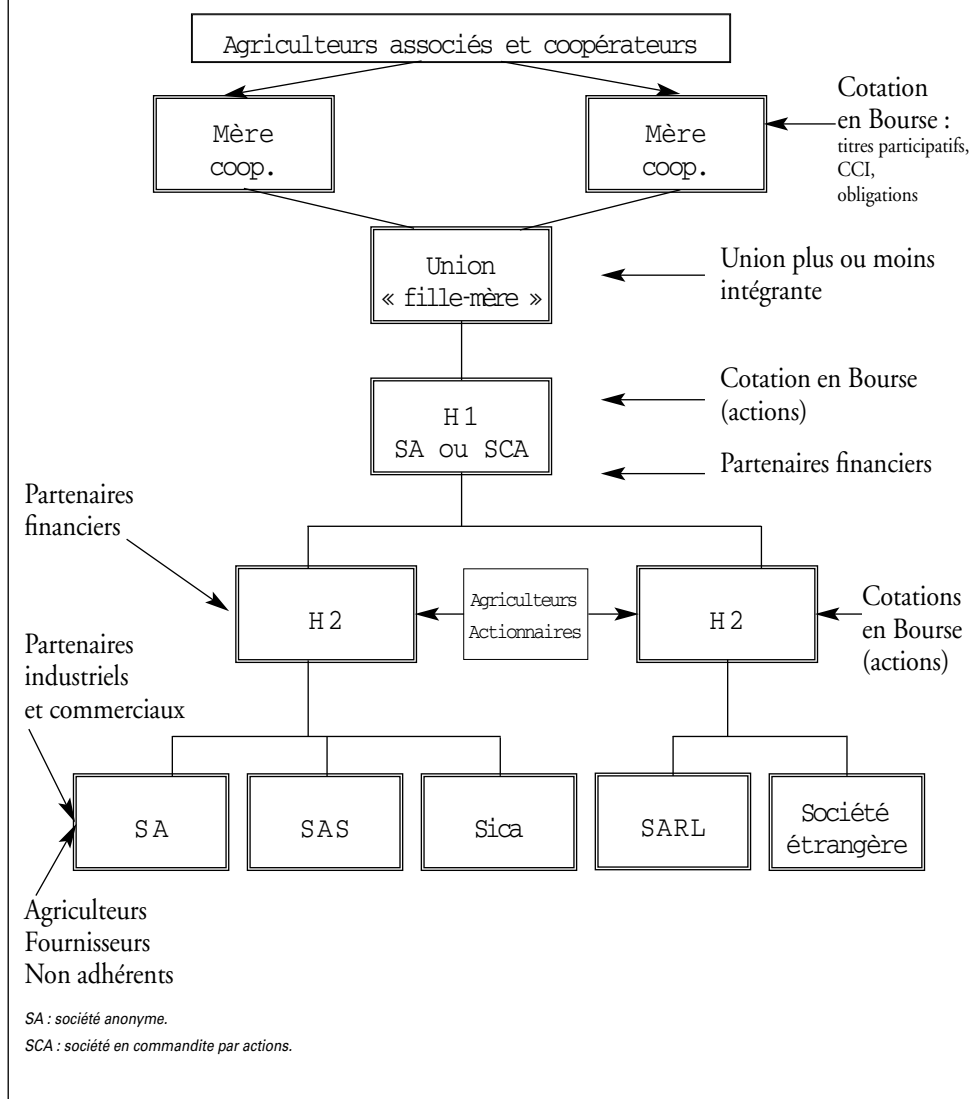 Agriculteurs associés et coopérateurs
Mère
coop.
Mère
coop.
Cotation
en Bourse :
titres participatifs,
CCI,
obligations
Union
« fille-mère »
Union plus ou moins
intégrante
H1
SA ou SCA
Cotation en Bourse
(actions)
Partenaires financiers
Partenaires
financiers
H2
Agriculteurs
Actionnaires
H2
Cotations
en Bourse
(actions)
Partenaires
industriels
et commerciaux
SA
SAS
Sica
SARL
Société
étrangère
Agriculteurs
Fournisseurs
Non adhérents
SA : société anonyme.
SCA : société en commandite par actions.